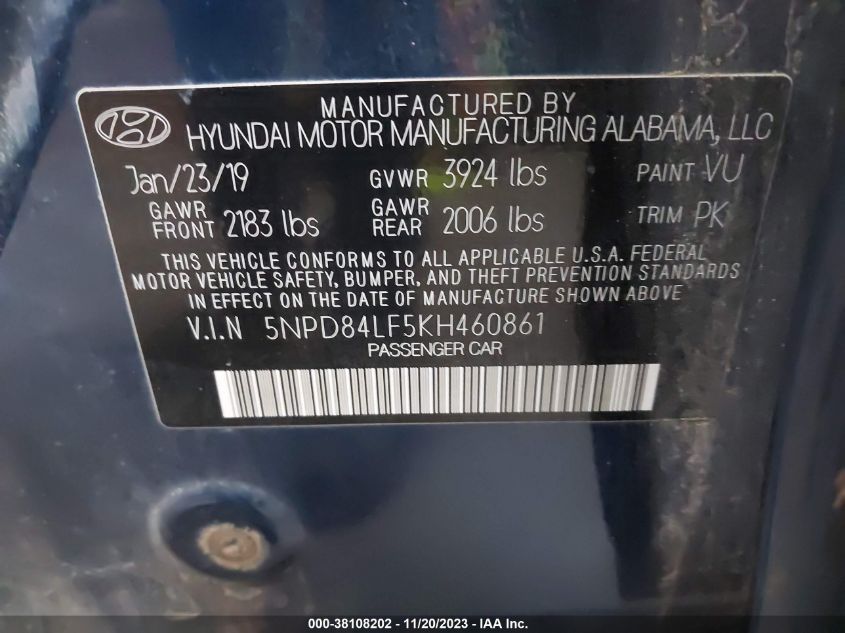 MANUFACTURED BY
HYUNDAI MOTOR MANUFACTURING ALABAMA, LLC
Jan/23/19 GVWR 3924 lbs PAINT VU
GAWR FRONT 2183 lbs GAWR REAR 2006 lbs TRIM PK
THIS VEHICLE CONFORMS TO ALL APPLICABLE U.S.A. FEDERAL
MOTOR VEHICLE SAFETY, BUMPER, AND THEFT PREVENTION STANDARDS
IN EFFECT ON THE DATE OF MANUFACTURE SHOWN ABOVE
V.I.N 5NPD84LF5KH460861
PASSENGER CAR
000-38108202 - 11/20/2023 - IAA Inc.